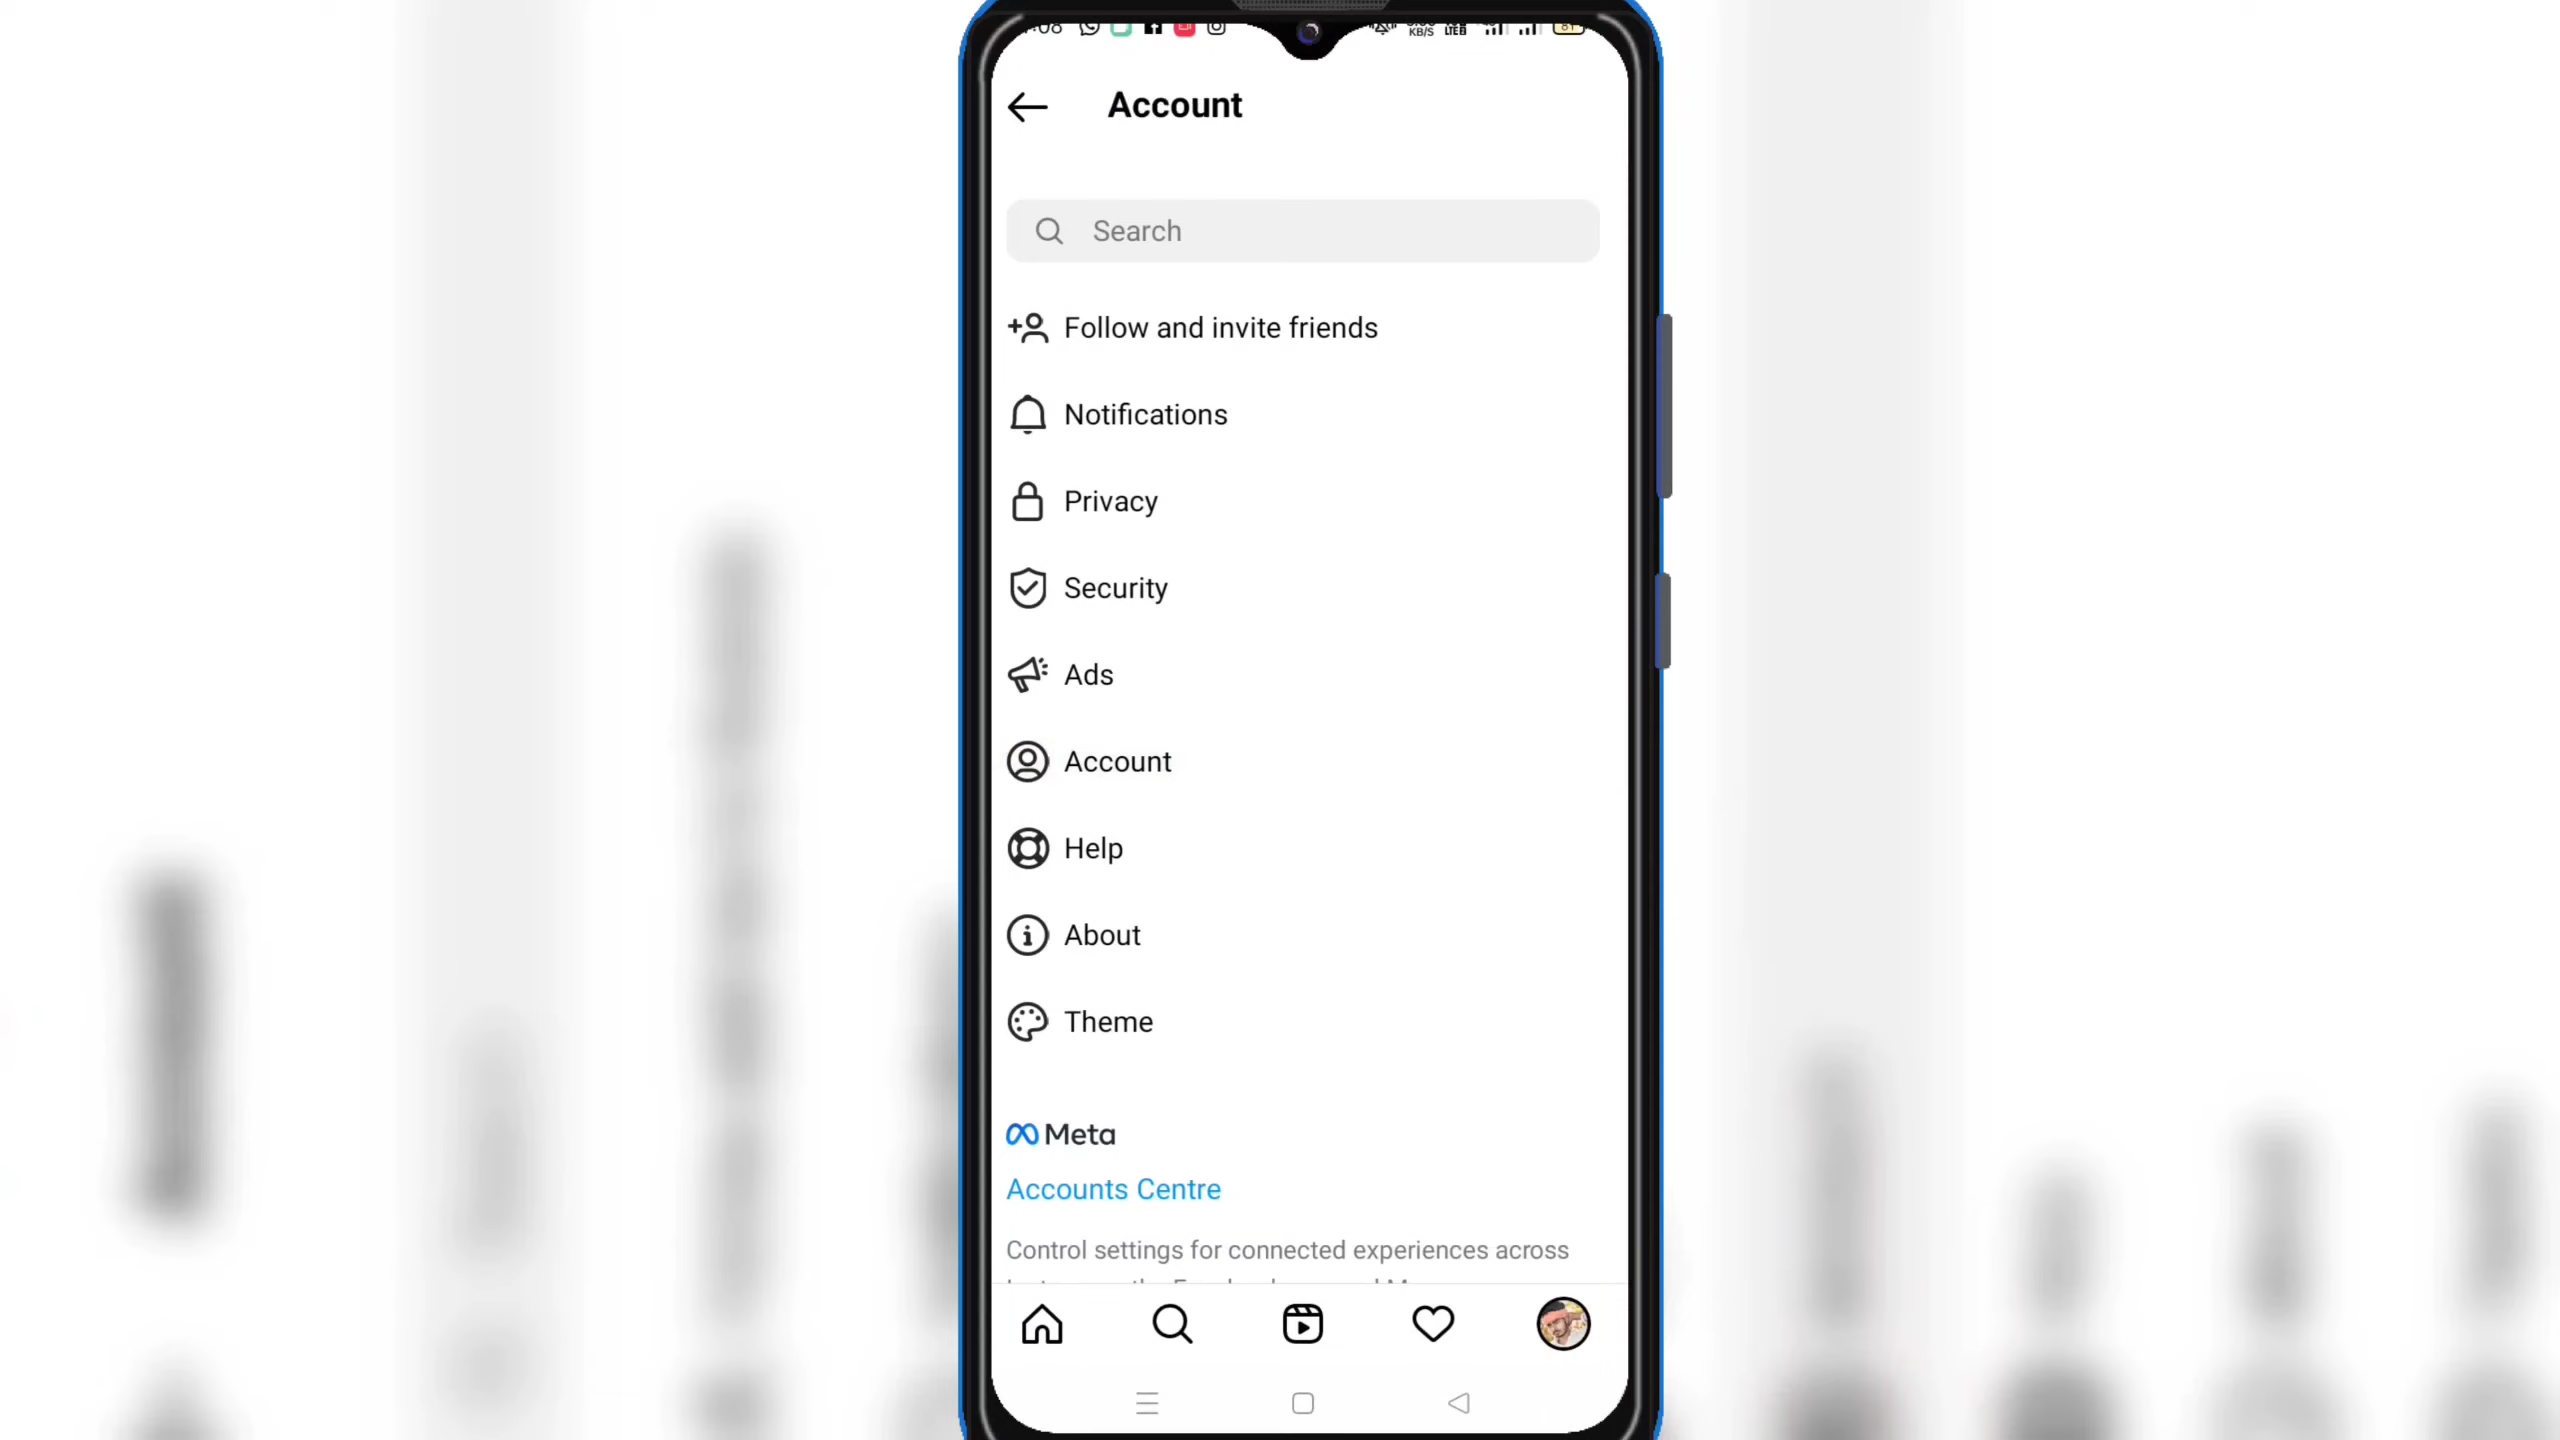 Account
Search
Follow and invite friends
Notifications
Privacy
Security
Ads
Account
Help
About
Theme
Meta
Accounts Centre
Control settings for connected experiences across